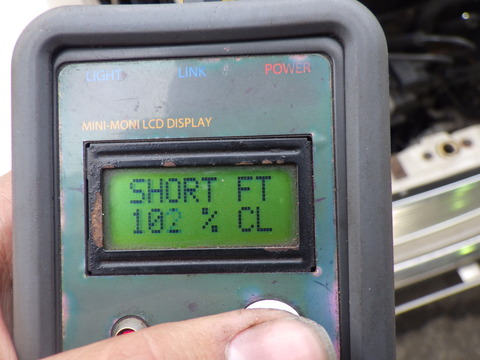 LIGHT LINK POWER
MINI-MONI LCD DISPLAY
SHORT FT
102 % CL